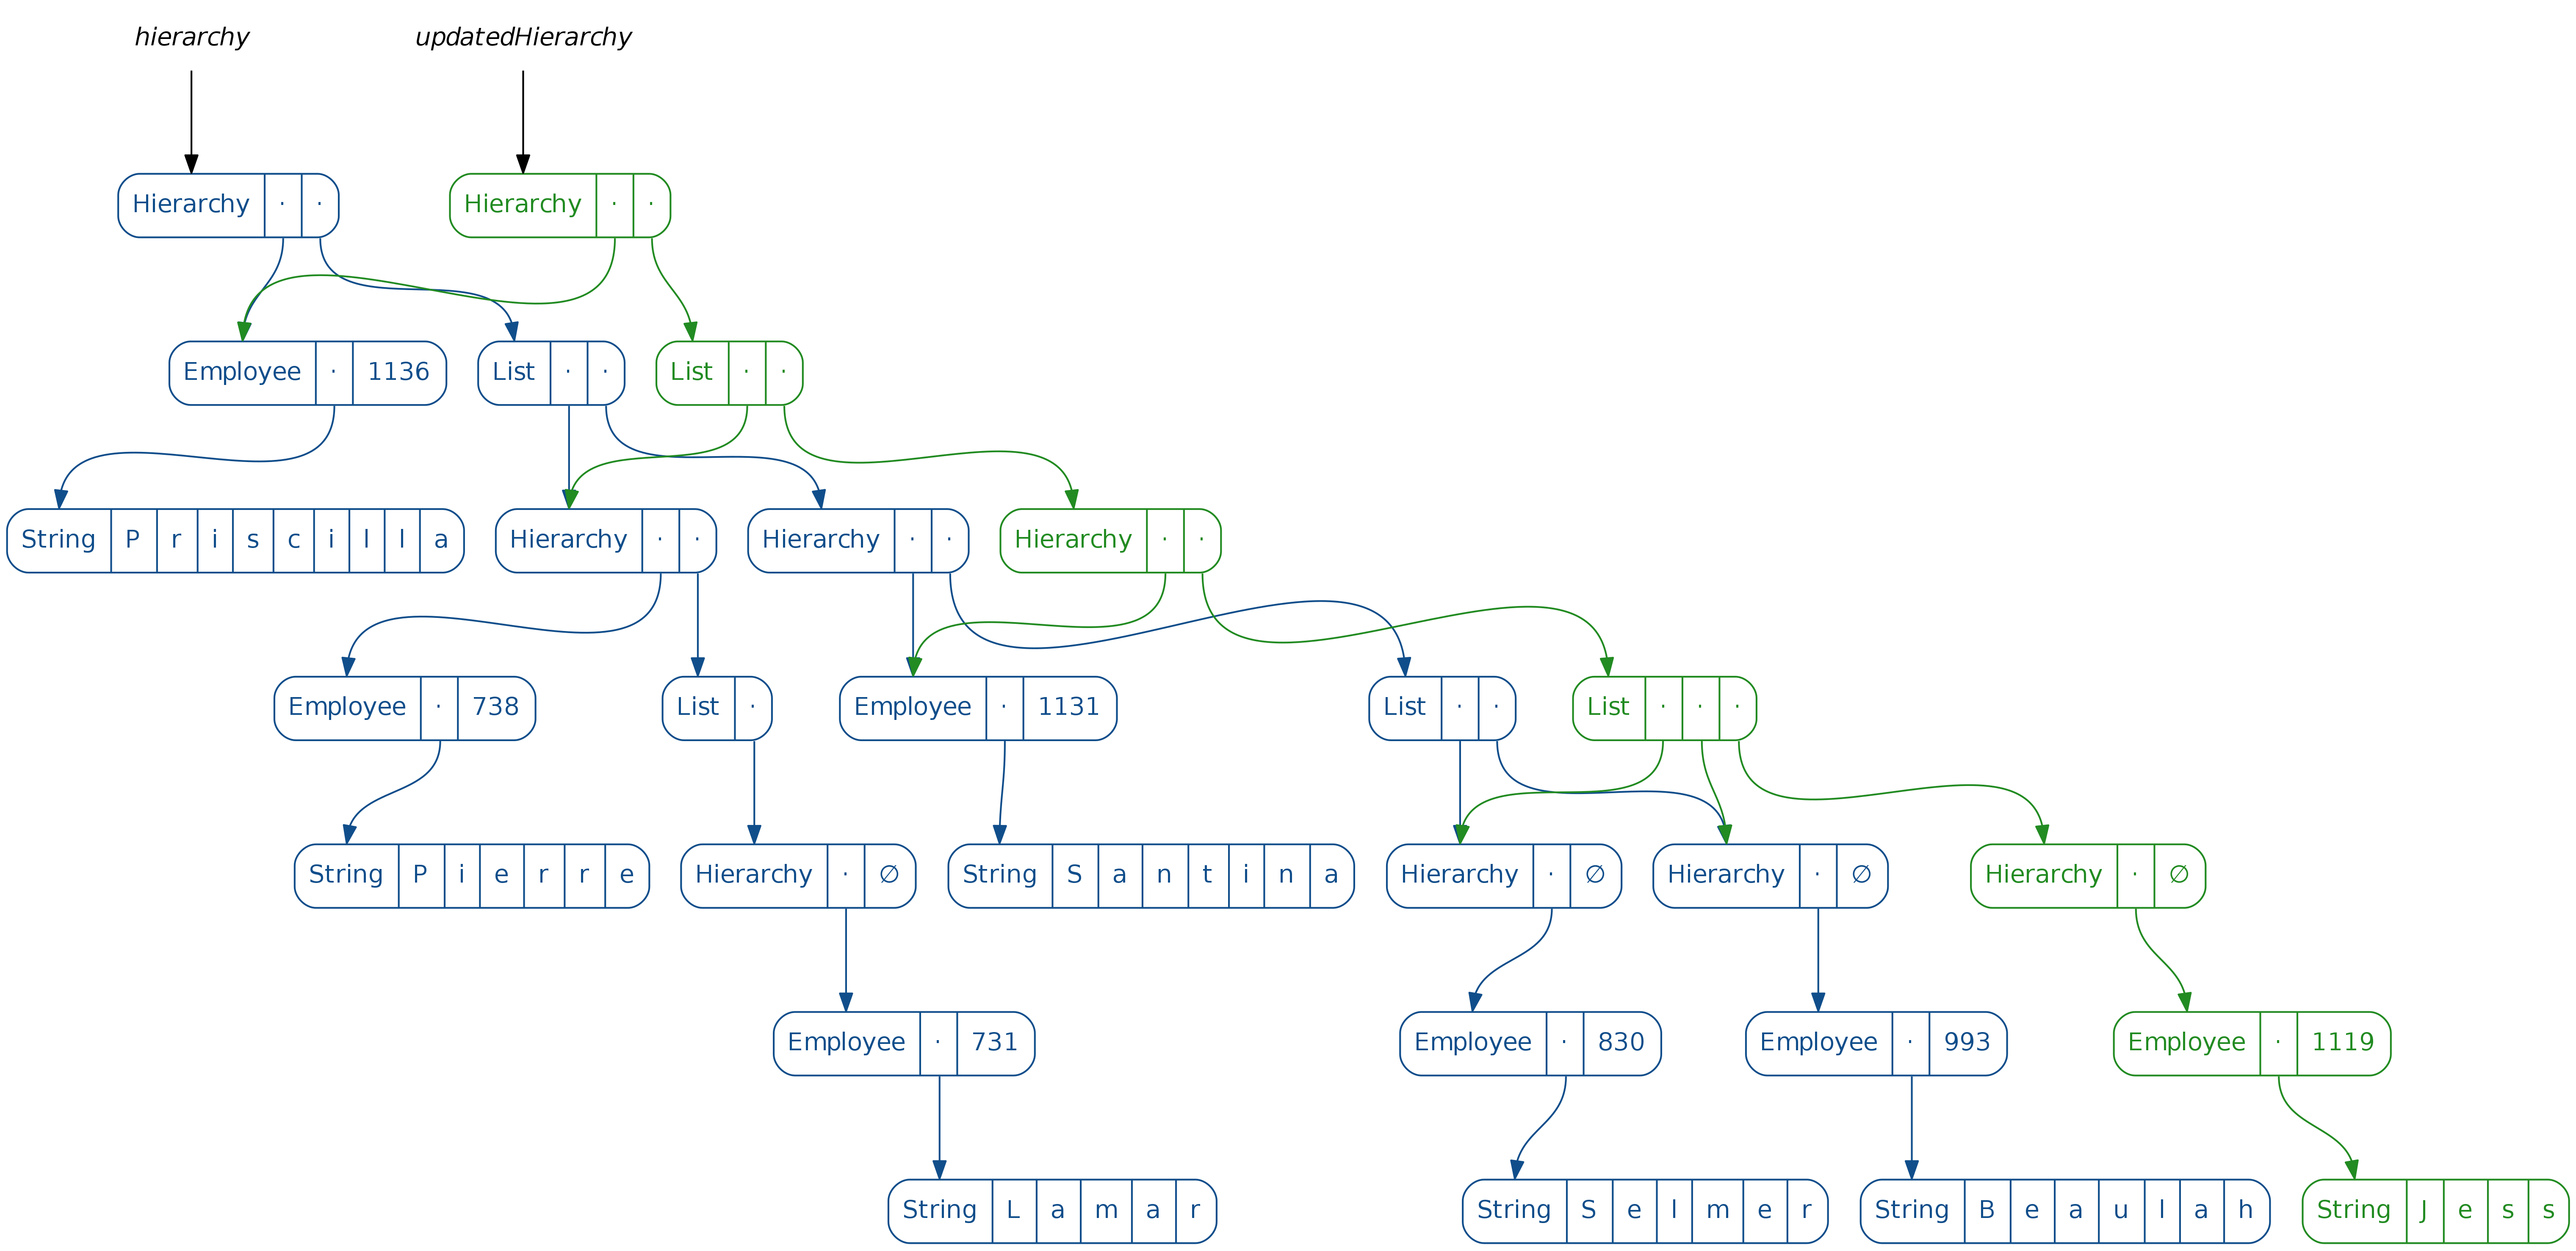 hierarchy updatedHierarchy
Hierarchy · · Hierarchy · ·
Employee · 1136 List · · List · ·
String P r i s c i l l a Hierarchy · · Hierarchy · · Hierarchy · ·
Employee · 738 List · Employee · 1131 List · · List · · ·
String P i e r r e Hierarchy · ∅ String S a n t i n a Hierarchy · ∅ Hierarchy · ∅ Hierarchy · ∅
Employee · 731 Employee · 830 Employee · 993 Employee · 1119
String L a m a r String S e l m e r String B e a u l a h String J e s s